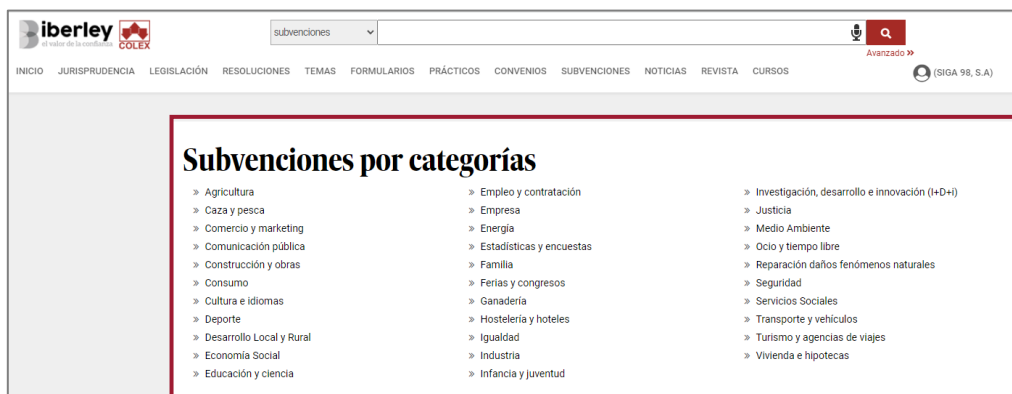 iberley
el valor de la confianza
COLEX
subvenciones
Avanzado »
INICIO JURISPRUDENCIA LEGISLACIÓN RESOLUCIONES TEMAS FORMULARIOS PRÁCTICOS CONVENIOS SUBVENCIONES NOTICIAS REVISTA CURSOS (SIGA 98, S.A)
Subvenciones por categorías
» Agricultura
» Caza y pesca
» Comercio y marketing
» Comunicación pública
» Construcción y obras
» Consumo
» Cultura e idiomas
» Deporte
» Desarrollo Local y Rural
» Economía Social
» Educación y ciencia
» Empleo y contratación
» Empresa
» Energía
» Estadísticas y encuestas
» Familia
» Ferias y congresos
» Ganadería
» Hostelería y hoteles
» Igualdad
» Industria
» Infancia y juventud
» Investigación, desarrollo e innovación (I+D+i)
» Justicia
» Medio Ambiente
» Ocio y tiempo libre
» Reparación daños fenómenos naturales
» Seguridad
» Servicios Sociales
» Transporte y vehículos
» Turismo y agencias de viajes
» Vivienda e hipotecas